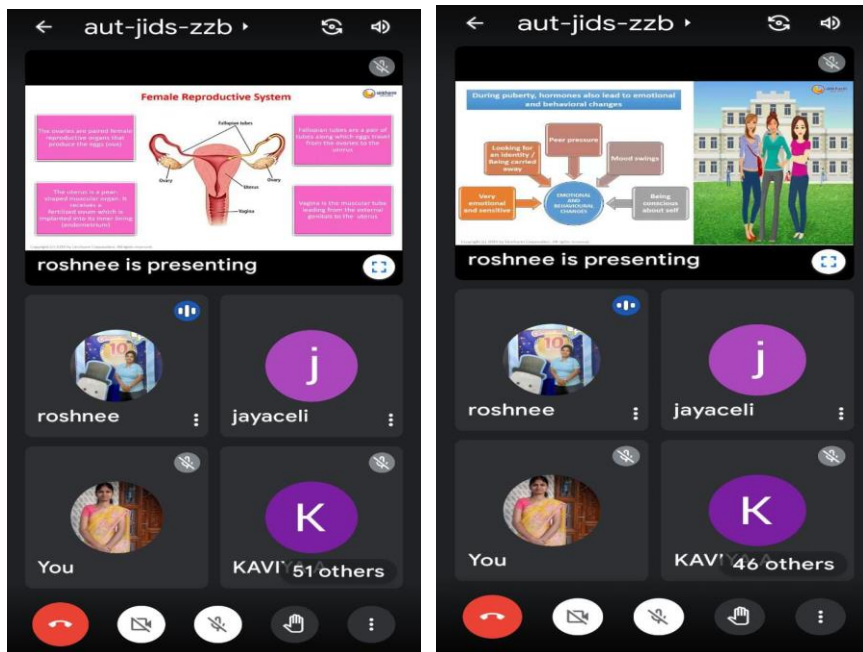 aut-jids-zzb
Female Reproductive System
The ovaries are paired female
reproductive organs that
produce the eggs (ova)
Fallopian tubes
Fallopian tubes are a pair of
tubes along which eggs travel
from the ovaries to the
uterus
Ovary
Ovary
Uterus
The uterus is a pear-
shaped muscular organ. It
receives a
fertilized ovum which is
implanted into its inner lining
(endometrium)
Vagina
Vagina is the muscular tube
leading from the external
genitals to the uterus
roshnee is presenting
10
roshnee
j
jayaceli
You
K
KAVIYA A
51 others
aut-jids-zzb
During puberty, hormones also lead to emotional
and behavioral changes
Peer pressure
Looking for
an identity /
Being carried
away
Mood swings
Very
emotional
and sensitive
EMOTIONAL
AND
BEHAVIOURAL
CHANGES
Being
conscious
about self
roshnee is presenting
10
roshnee
j
jayaceli
You
K
KAVIYA A
46 others